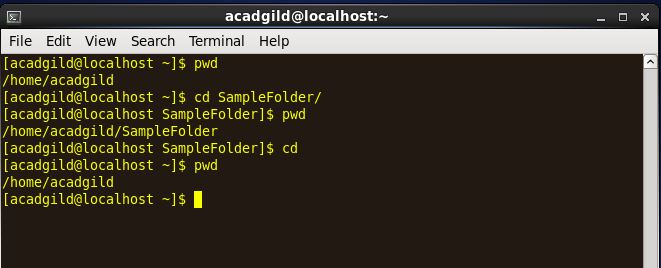 acadgild@localhost:~
File Edit View Search Terminal Help
[acadgild@localhost ~]$ pwd
/home/acadgild
[acadgild@localhost ~]$ cd SampleFolder/
[acadgild@localhost SampleFolder]$ pwd
/home/acadgild/SampleFolder
[acadgild@localhost SampleFolder]$ cd
[acadgild@localhost ~]$ pwd
/home/acadgild
[acadgild@localhost ~]$